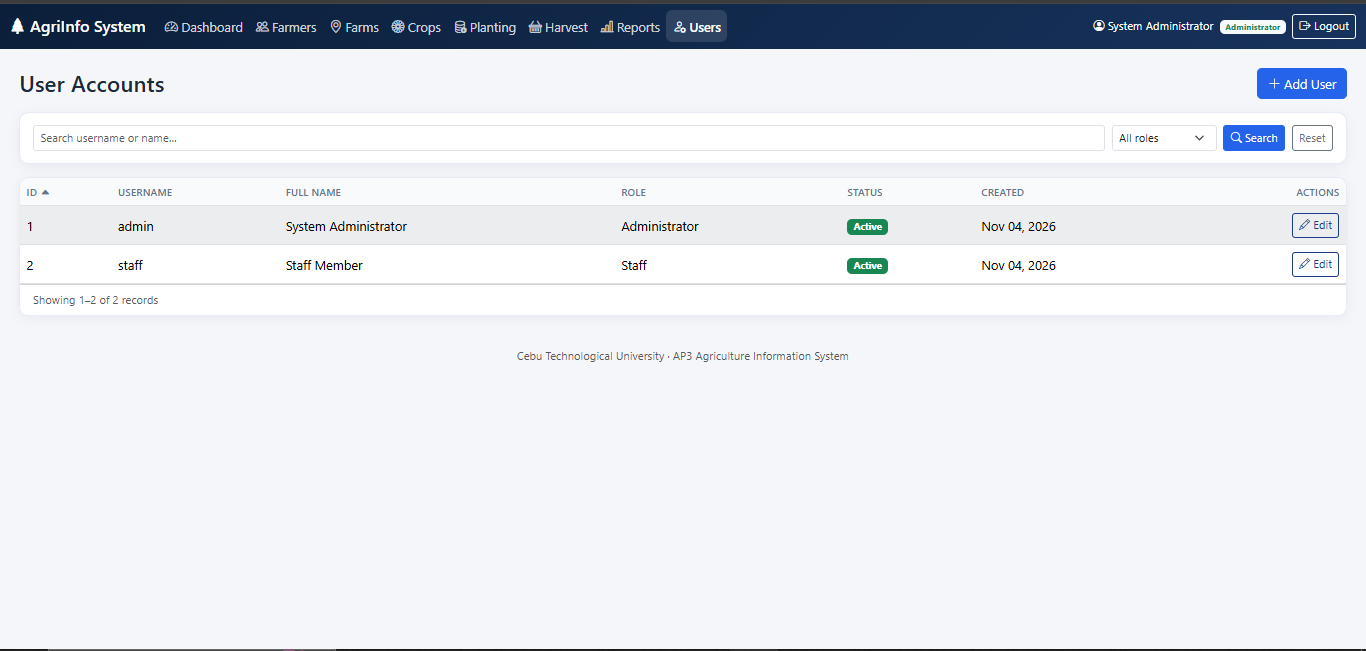 AgriInfo System Dashboard Farmers Farms Crops Planting Harvest Reports Users System Administrator Administrator Logout
User Accounts + Add User
Search username or name... All roles Search Reset
ID USERNAME FULL NAME ROLE STATUS CREATED ACTIONS
1 admin System Administrator Administrator Active Nov 04, 2026 Edit
2 staff Staff Member Staff Active Nov 04, 2026 Edit
Showing 1–2 of 2 records
Cebu Technological University · AP3 Agriculture Information System